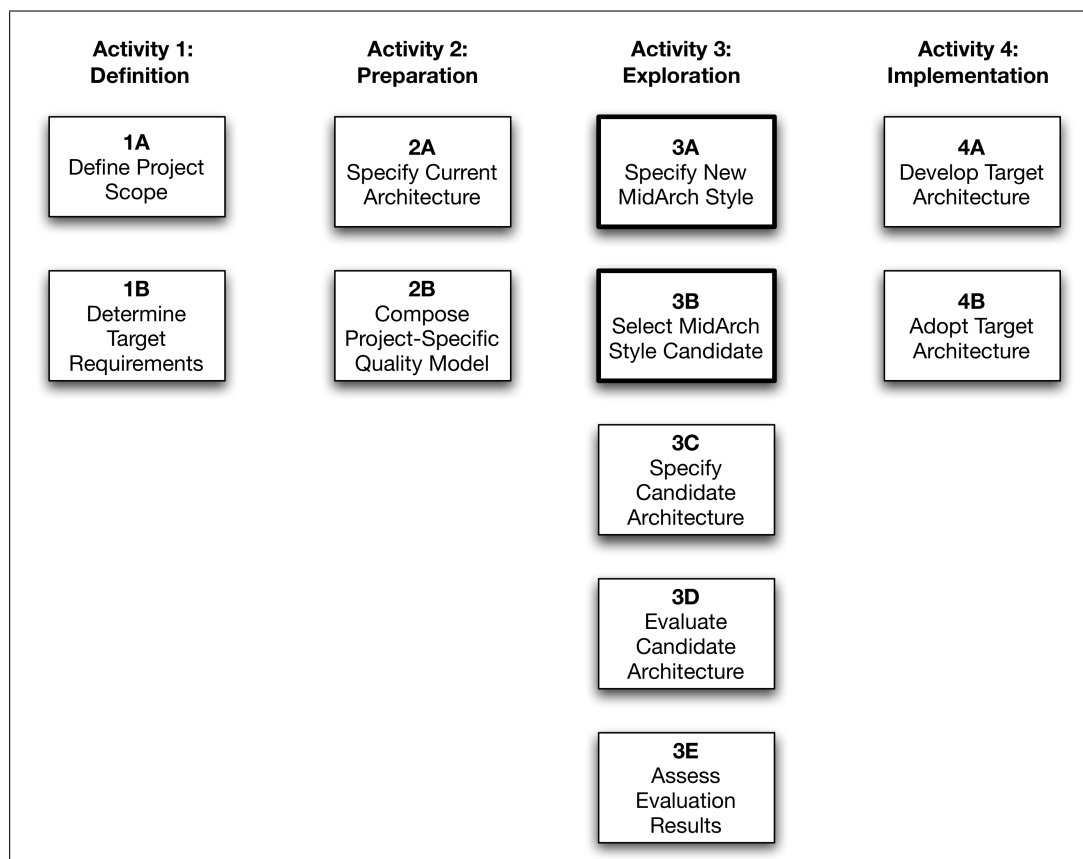 Activity 1:
Definition
1A
Define Project
Scope
1B
Determine
Target
Requirements
Activity 2:
Preparation
2A
Specify Current
Architecture
2B
Compose
Project-Specific
Quality Model
Activity 3:
Exploration
3A
Specify New
MidArch Style
3B
Select MidArch
Style Candidate
3C
Specify
Candidate
Architecture
3D
Evaluate
Candidate
Architecture
3E
Assess
Evaluation
Results
Activity 4:
Implementation
4A
Develop Target
Architecture
4B
Adopt Target
Architecture